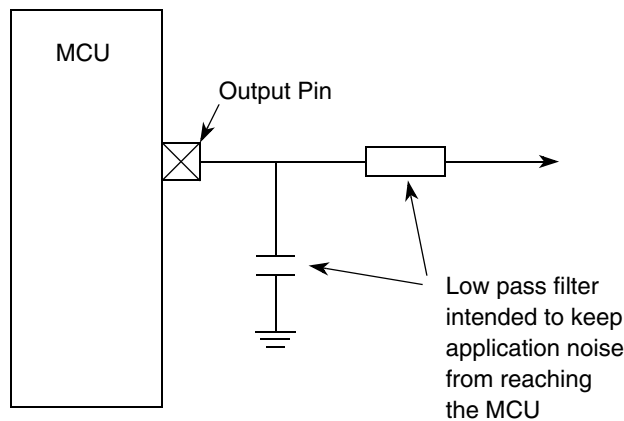 MCU
Output Pin
Low pass filter
intended to keep
application noise
from reaching
the MCU